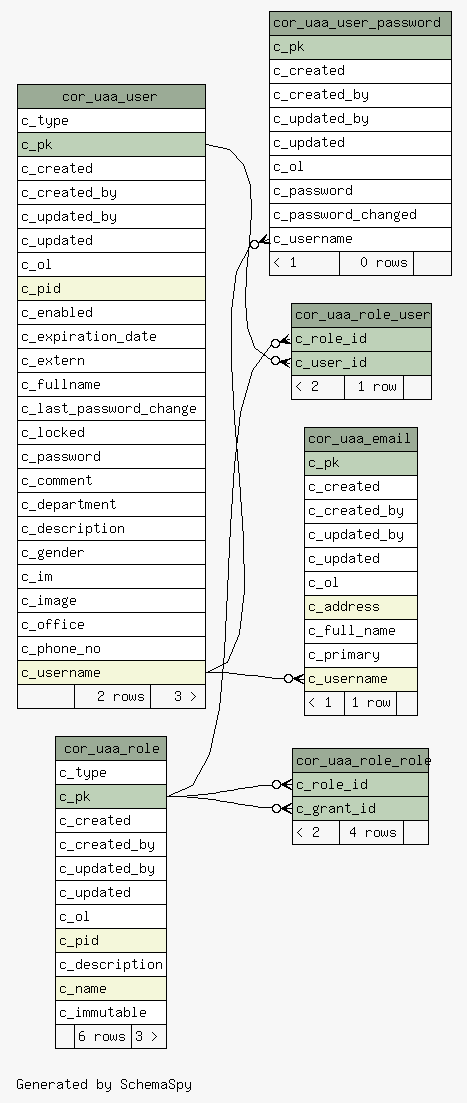 cor_uaa_user_password
c_pk
c_created
c_created_by
c_updated_by
c_updated
c_ol
c_password
c_password_changed
c_username
< 1 0 rows
cor_uaa_user
c_type
c_pk
c_created
c_created_by
c_updated_by
c_updated
c_ol
c_pid
c_enabled
c_expiration_date
c_extern
c_fullname
c_last_password_change
c_locked
c_password
c_comment
c_department
c_description
c_gender
c_im
c_image
c_office
c_phone_no
c_username
2 rows 3 >
cor_uaa_role_user
c_role_id
c_user_id
< 2 1 row
cor_uaa_email
c_pk
c_created
c_created_by
c_updated_by
c_updated
c_ol
c_address
c_full_name
c_primary
c_username
< 1 1 row
cor_uaa_role
c_type
c_pk
c_created
c_created_by
c_updated_by
c_updated
c_ol
c_pid
c_description
c_name
c_immutable
6 rows 3 >
cor_uaa_role_role
c_role_id
c_grant_id
< 2 4 rows
Generated by SchemaSpy